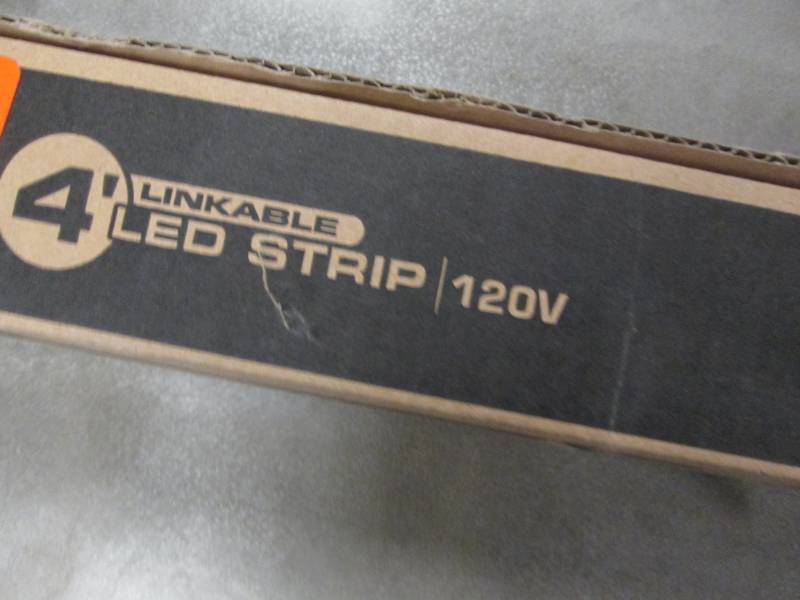 4'
LINKABLE
LED STRIP | 120V